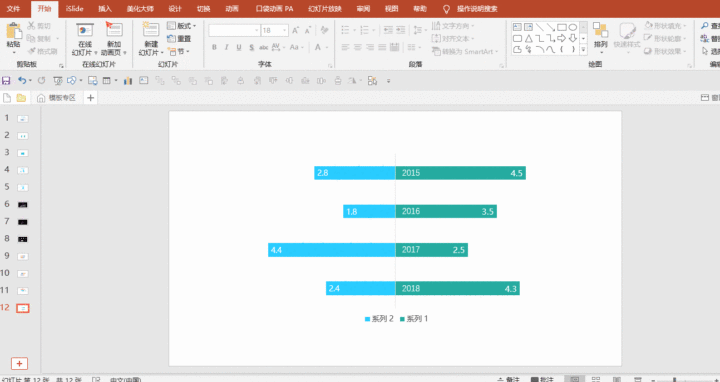 文件 开始 iSlide 插入 美化大师 设计 切换 动画 口袋动画 PA 幻灯片放映 审阅 视图 帮助 操作说明搜索
粘贴 剪切 复制 格式刷
在线幻灯片 新加动画页
新建幻灯片 版式 重置 节
18
B I U S abc AV Aa A
文字方向 对齐文本 转换为 SmartArt
排列 快速样式 形状填充 形状轮廓 形状效果
剪贴板 在线幻灯片 幻灯片 字体 段落 绘图
模板专区
1
2
3
4
5
6
7
8
9
10
11
12
2.8 2015 4.5
1.8 2016 3.5
4.4 2017 2.5
2.4 2018 4.3
系列 2 系列 1
幻灯片 第 12 张，共 12 张 中文(中国) 备注 批注